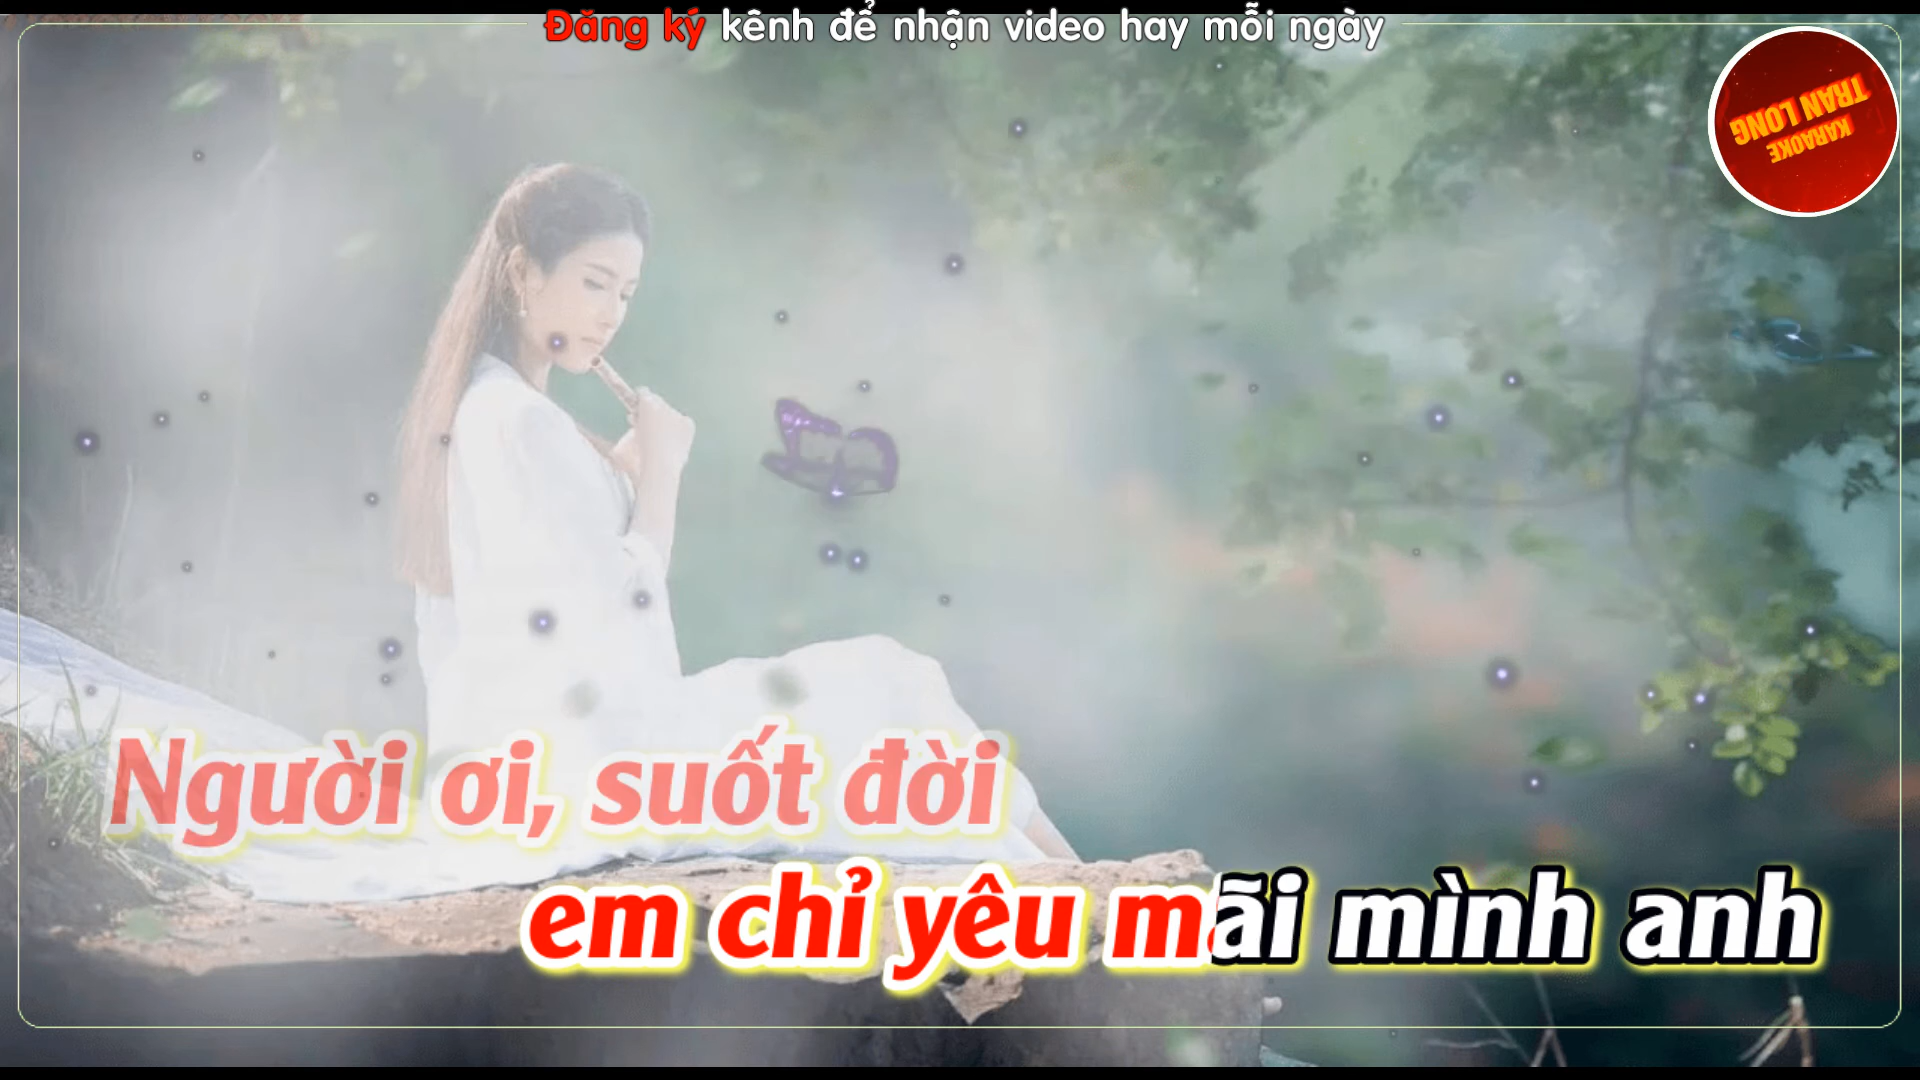 Đăng ký kênh để nhận video hay mỗi ngày
TRAN LONG
KARAOKE
Người ơi, suốt đời
em chỉ yêu mãi mình anh